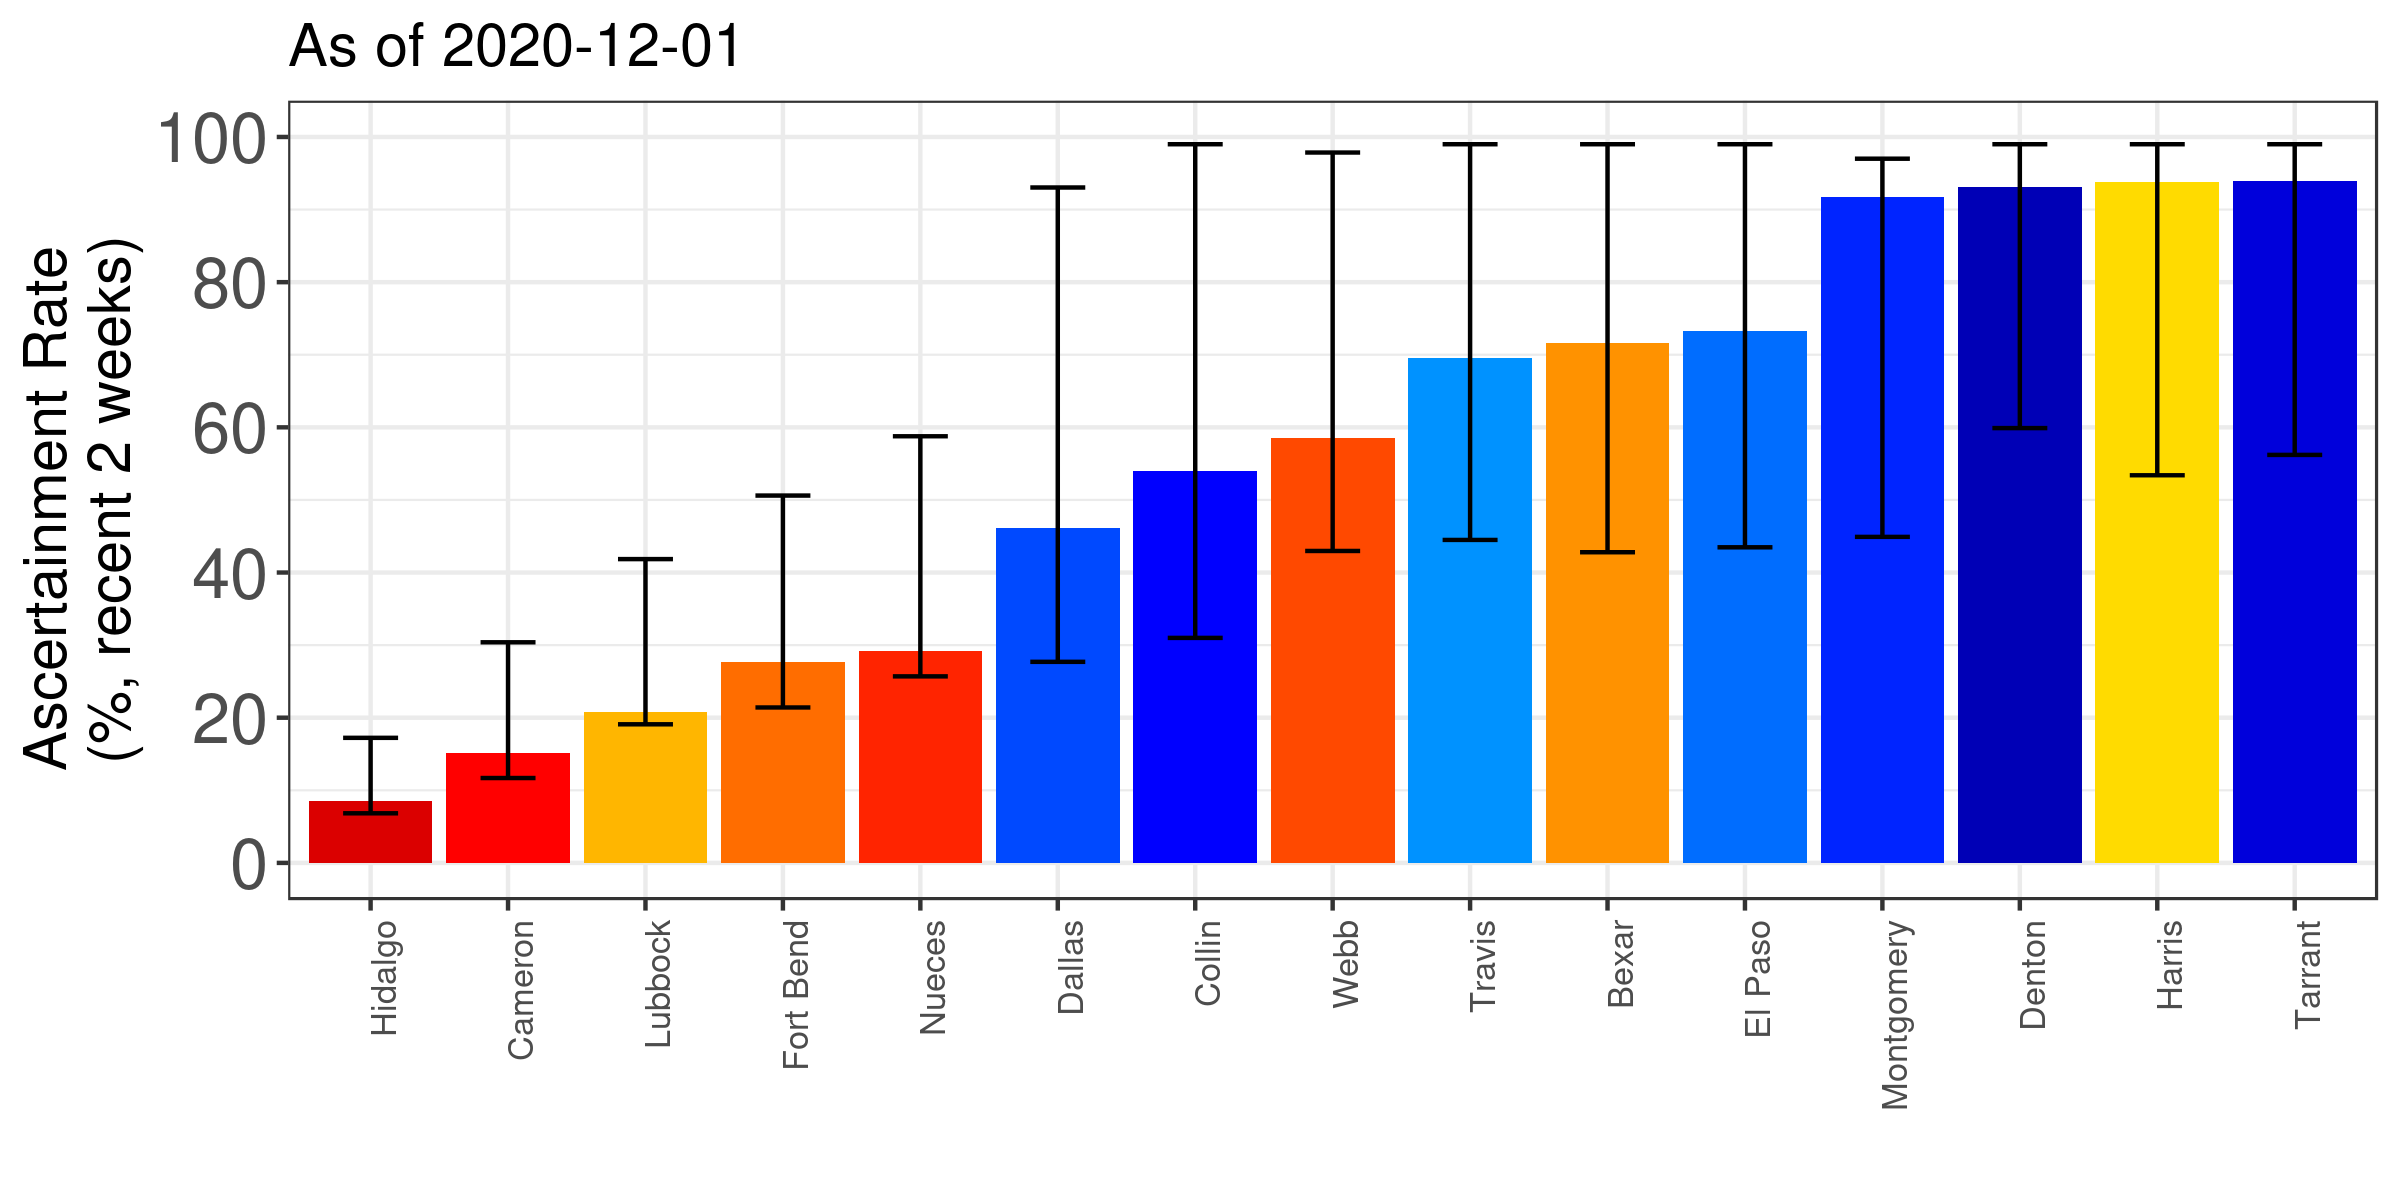 As of 2020-12-01
Ascertainment Rate
(%, recent 2 weeks)
100
80
60
40
20
0
Hidalgo
Cameron
Lubbock
Fort Bend
Nueces
Dallas
Collin
Webb
Travis
Bexar
El Paso
Montgomery
Denton
Harris
Tarrant